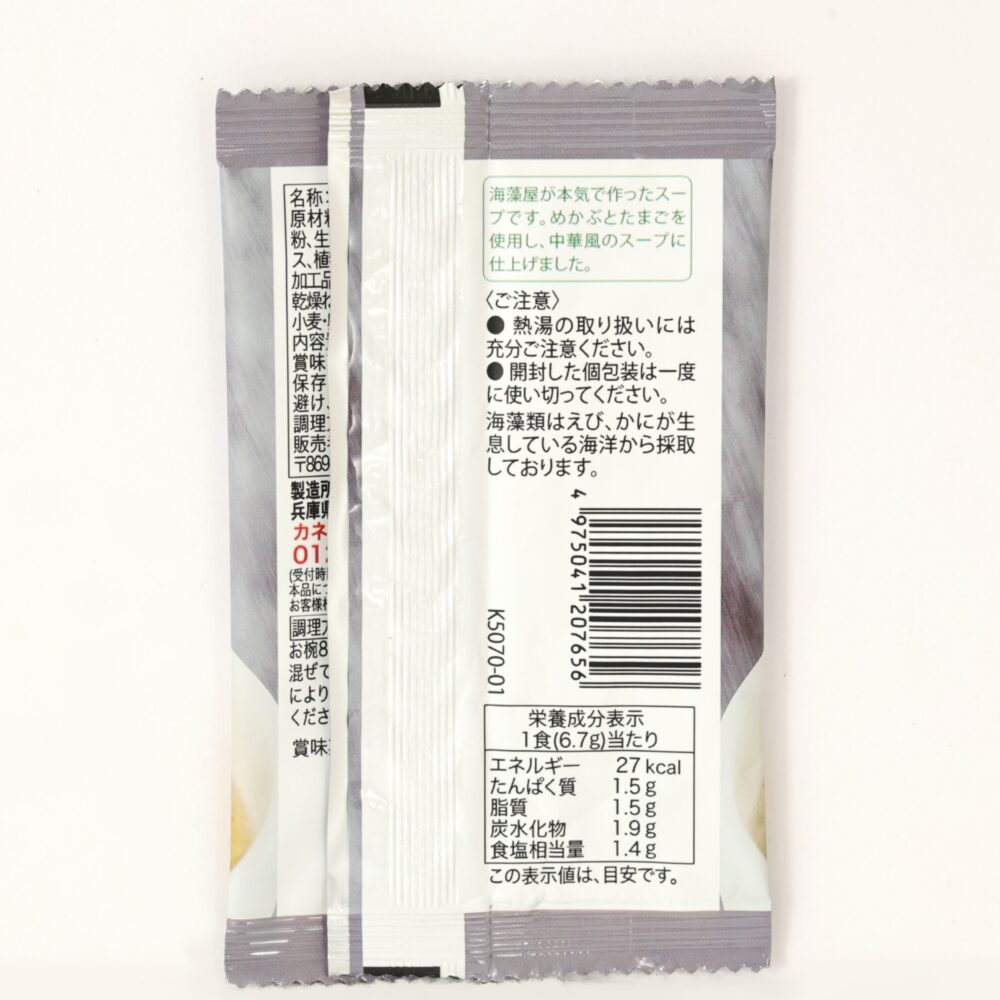 名称:
原材料
粉、生
ス、植
加工品
乾燥
小麦・
内容
賞味
保存
避け、
調理
販売
〒869
製造所
兵庫県
カネ
01
(受付時
本品につ
お客様
調理
お椀8
混ぜて
により
くださ
賞味
海藻屋が本気で作ったスー
プです。めかぶとたまごを
使用し、中華風のスープに
仕上げました。
〈ご注意〉
● 熱湯の取り扱いには
充分ご注意ください。
● 開封した個包装は一度
に使い切ってください。
海藻類はえび、かにが生
息している海洋から採取
しております。
4 975041 207656
K5070-01
栄養成分表示
1食(6.7g)当たり
エネルギー 27 kcal
たんぱく質 1.5 g
脂質 1.5 g
炭水化物 1.9 g
食塩相当量 1.4 g
この表示値は、目安です。